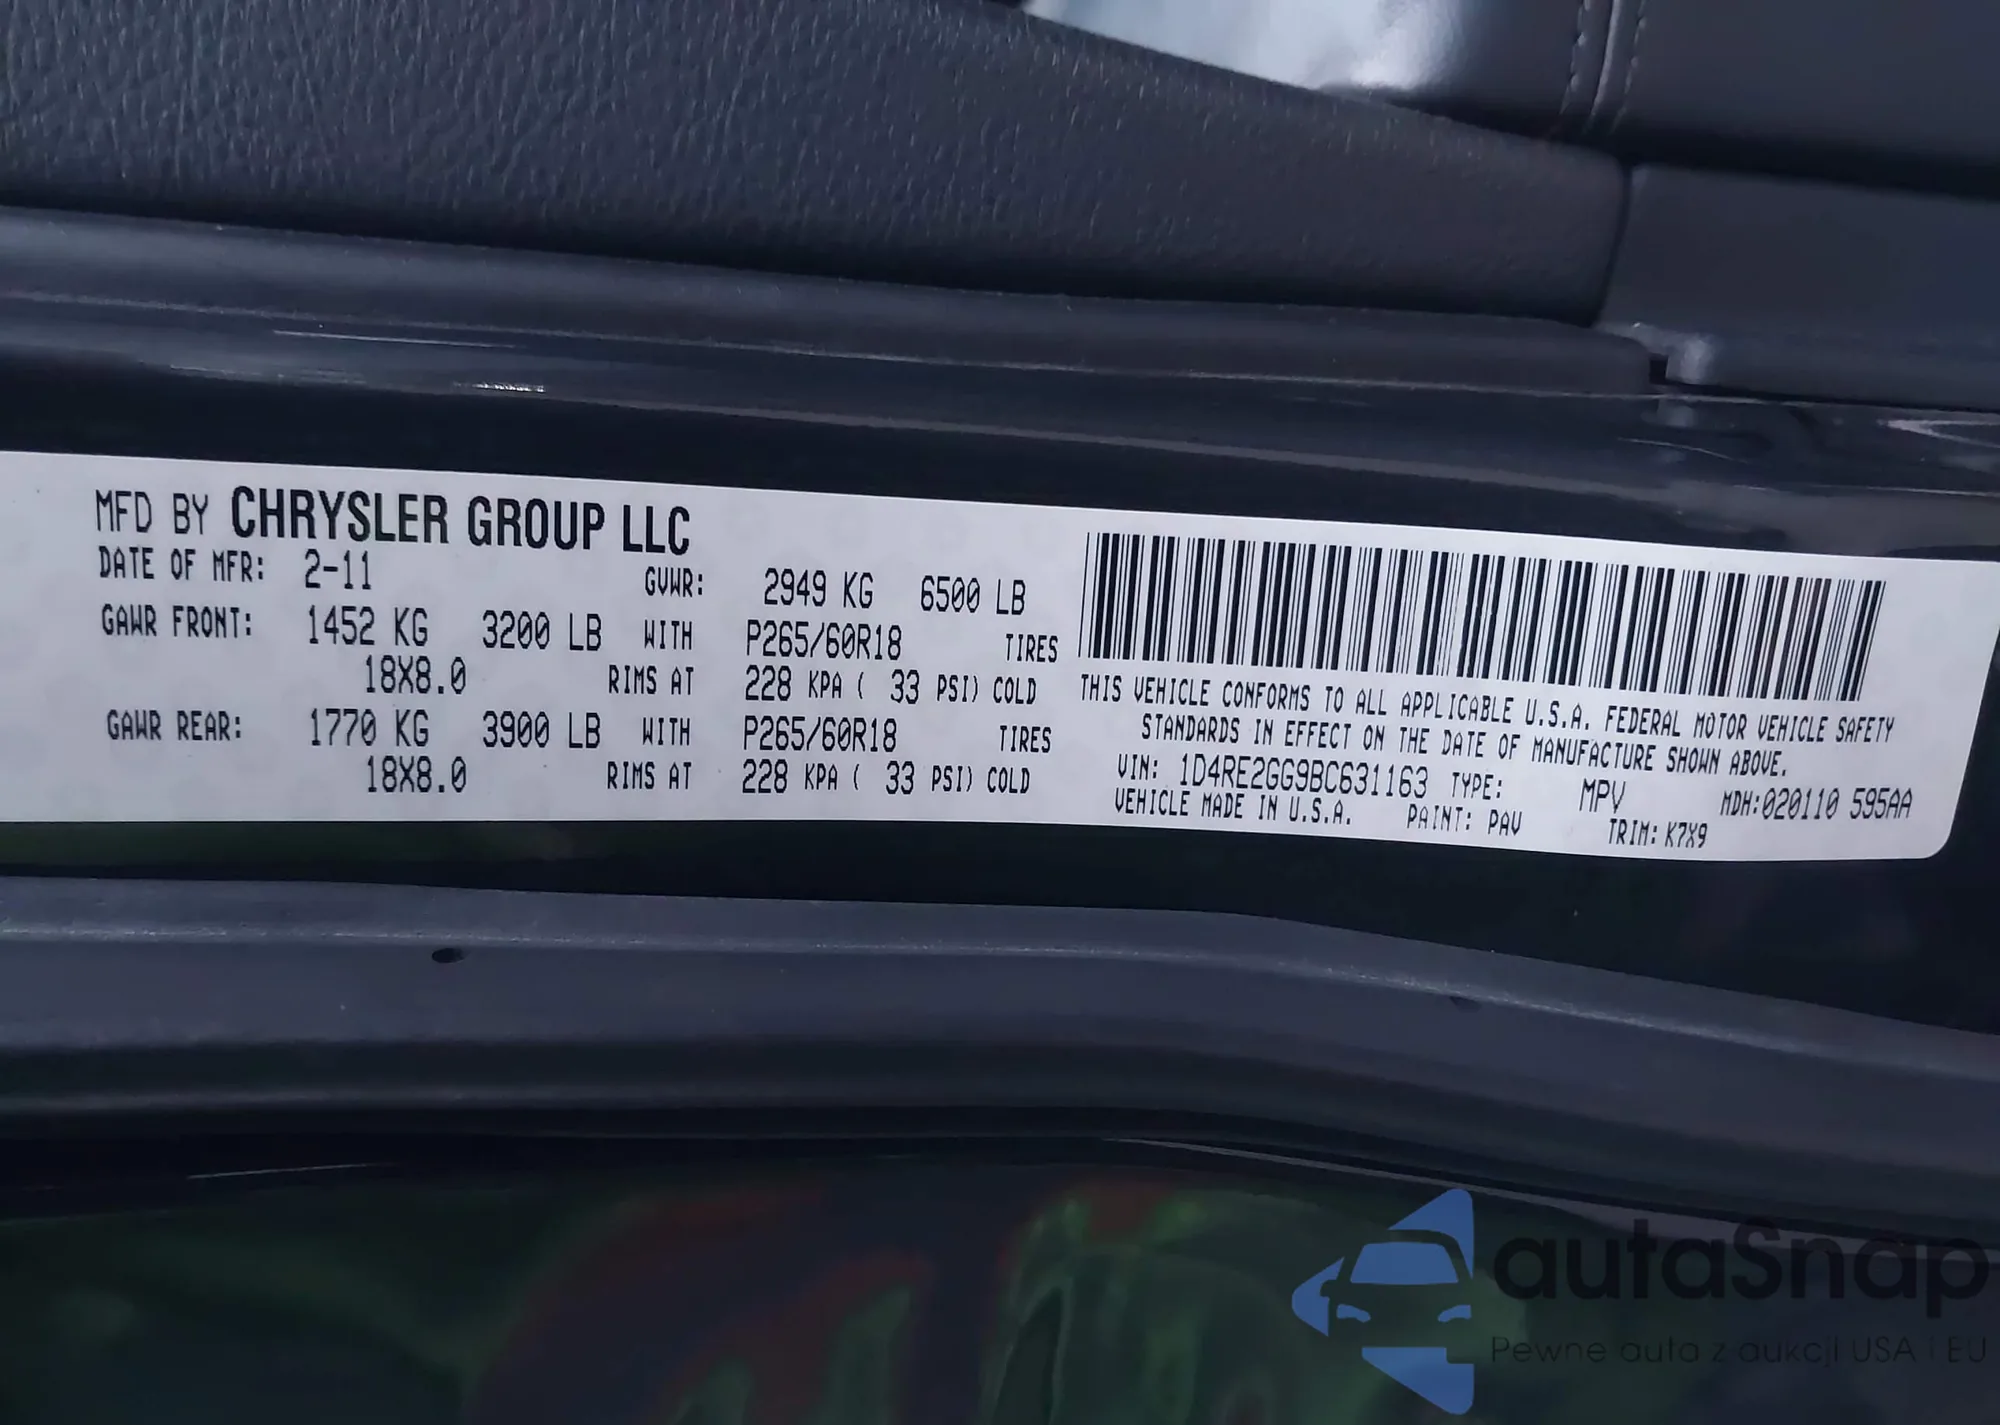 MFD BY CHRYSLER GROUP LLC
DATE OF MFR: 2-11 GVWR: 2949 KG 6500 LB
GAWR FRONT: 1452 KG 3200 LB WITH P265/60R18 TIRES
18X8.0 RIMS AT 228 KPA ( 33 PSI) COLD
GAWR REAR: 1770 KG 3900 LB WITH P265/60R18 TIRES
18X8.0 RIMS AT 228 KPA ( 33 PSI) COLD
THIS VEHICLE CONFORMS TO ALL APPLICABLE U.S.A. FEDERAL MOTOR VEHICLE SAFETY
STANDARDS IN EFFECT ON THE DATE OF MANUFACTURE SHOWN ABOVE.
VIN: 1D4RE2GG9BC631163 TYPE: MPV MDH:020110 595AA
VEHICLE MADE IN U.S.A. PAINT: PAV TRIM: K7X9
autaSnap
Pewne auta z aukcji USA i EU